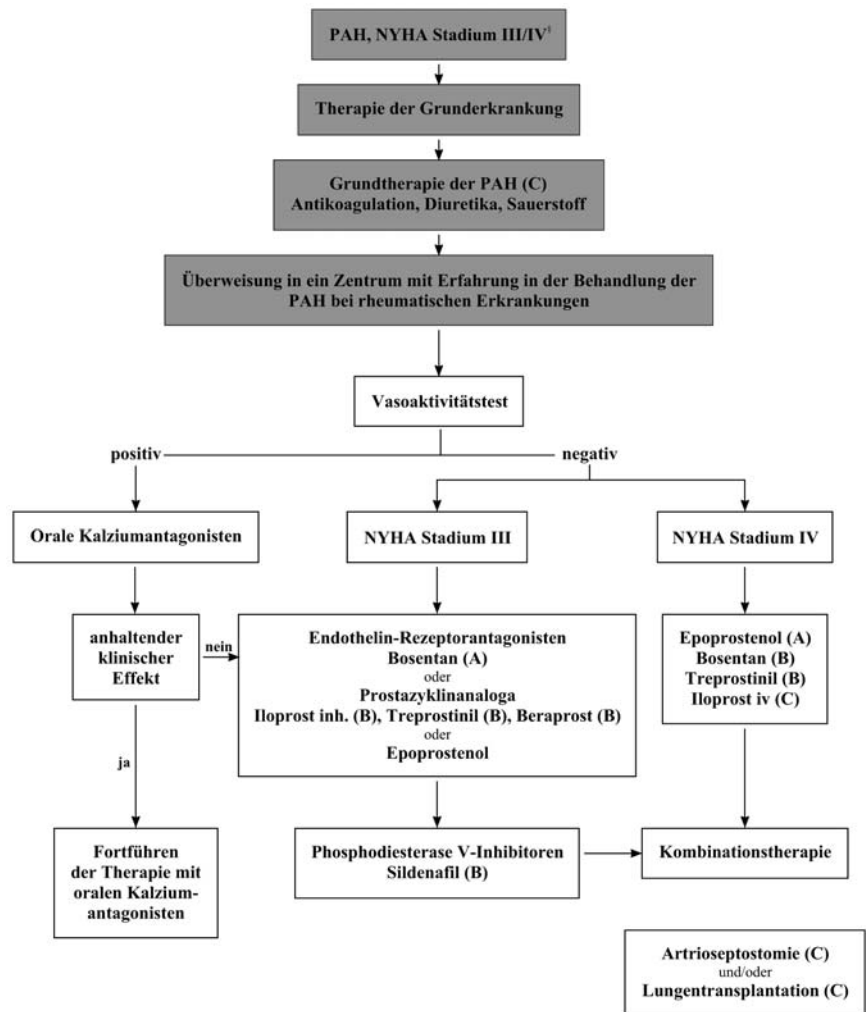 PAH, NYHA Stadium III/IV†
Therapie der Grunderkrankung
Grundtherapie der PAH (C)
Antikoagulation, Diuretika, Sauerstoff
Überweisung in ein Zentrum mit Erfahrung in der Behandlung der
PAH bei rheumatischen Erkrankungen
Vasoaktivitätstest
positiv
negativ
Orale Kalziumantagonisten
NYHA Stadium III
NYHA Stadium IV
anhaltender
klinischer
Effekt
nein
Endothelin-Rezeptorantagonisten
Bosentan (A)
oder
Prostazyklinanaloga
Iloprost inh. (B), Treprostinil (B), Beraprost (B)
oder
Epoprostenol
Epoprostenol (A)
Bosentan (B)
Treprostinil (B)
Iloprost iv (C)
ja
Fortführen
der Therapie mit
oralen Kalzium-
antagonisten
Phosphodiesterase V-Inhibitoren
Sildenafil (B)
Kombinationstherapie
Artrioseptostomie (C)
und/oder
Lungentransplantation (C)